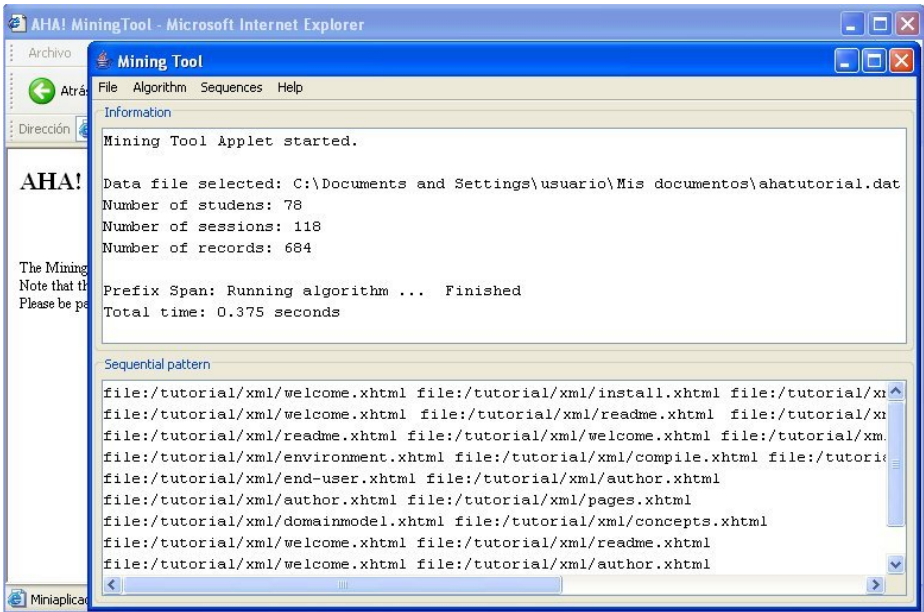 AHA! MiningTool - Microsoft Internet Explorer
Archivo
Mining Tool
Atrás
File Algorithm Sequences Help
Dirección
Information
Mining Tool Applet started.
AHA!
Data file selected: C:\Documents and Settings\usuario\Mis documentos\ahatutorial.dat
Number of studens: 78
Number of sessions: 118
Number of records: 684
The Mining
Note that th
Please be pa
Prefix Span: Running algorithm ... Finished
Total time: 0.375 seconds
Sequential pattern
file:/tutorial/xml/welcome.xhtml file:/tutorial/xml/install.xhtml file:/tutorial/xm
file:/tutorial/xml/welcome.xhtml file:/tutorial/xml/readme.xhtml file:/tutorial/xm
file:/tutorial/xml/readme.xhtml file:/tutorial/xml/welcome.xhtml file:/tutorial/xm
file:/tutorial/xml/environment.xhtml file:/tutorial/xml/compile.xhtml file:/tutoria
file:/tutorial/xml/end-user.xhtml file:/tutorial/xml/author.xhtml
file:/tutorial/xml/author.xhtml file:/tutorial/xml/pages.xhtml
file:/tutorial/xml/domainmodel.xhtml file:/tutorial/xml/concepts.xhtml
file:/tutorial/xml/welcome.xhtml file:/tutorial/xml/readme.xhtml
file:/tutorial/xml/welcome.xhtml file:/tutorial/xml/author.xhtml
Miniaplicac